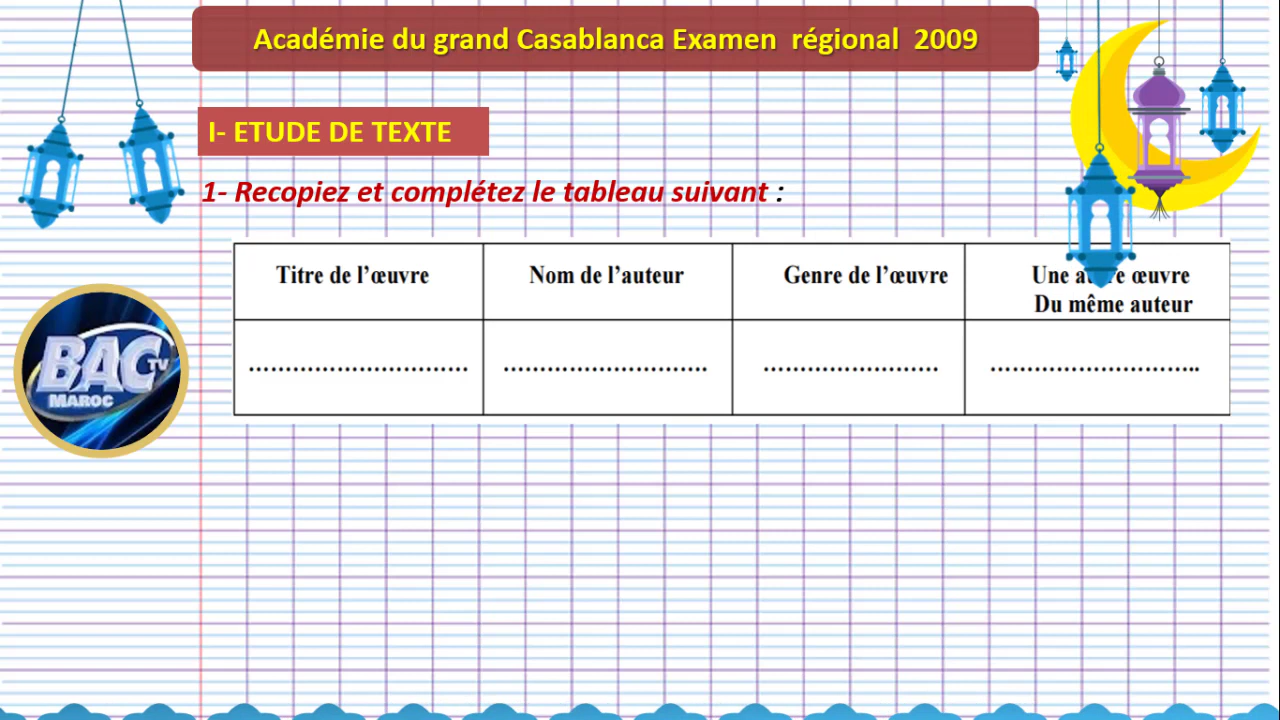 Académie du grand Casablanca Examen régional 2009
I- ETUDE DE TEXTE
1- Recopiez et complétez le tableau suivant :
Titre de l'œuvre Nom de l'auteur Genre de l'œuvre Une autre œuvre
Du même auteur
………………………… ………………………. …………………… ………………………..
BAC TV
MAROC